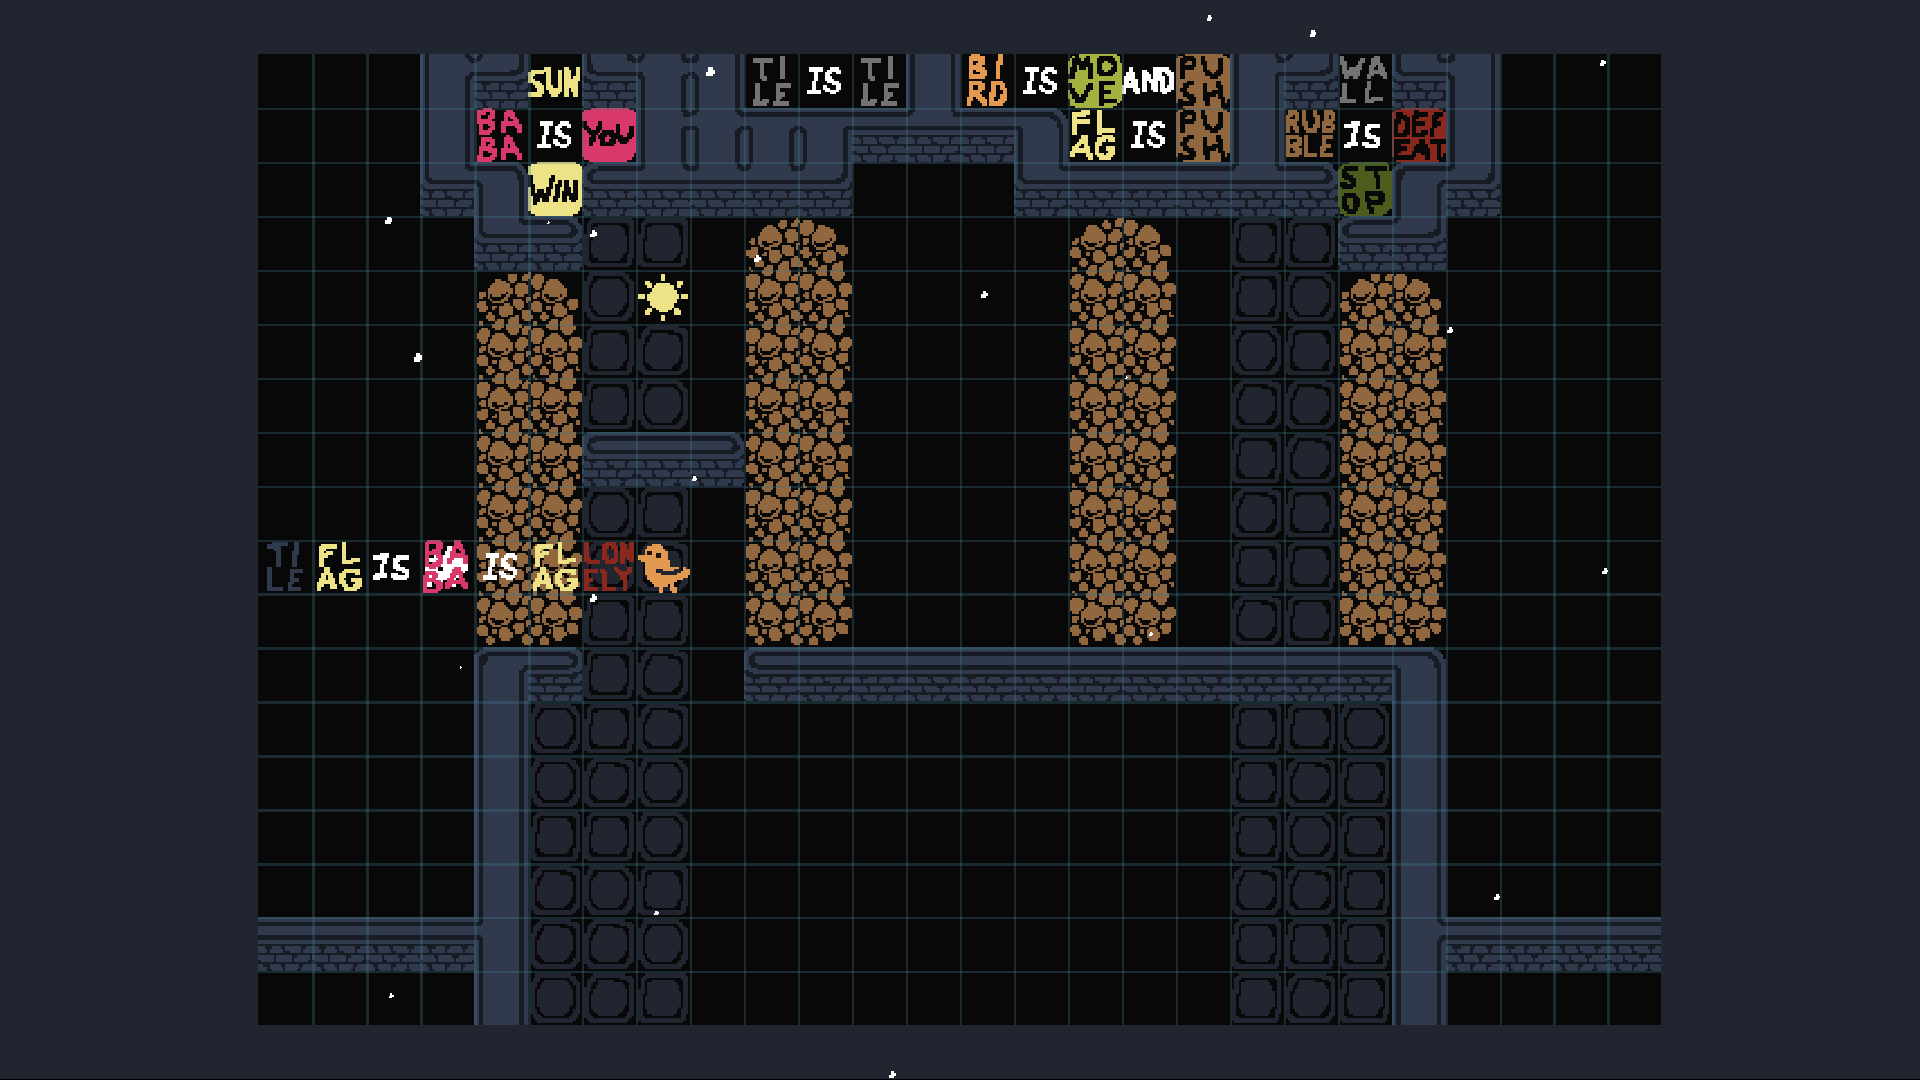 SUN TILE IS TILE BIRD IS MOVE AND PUSH WALL
BABA IS YOU FLAG IS PUSH RUBBLE IS DEFEAT
WIN STOP
TILE FLAG IS BABA IS FLAG LONELY